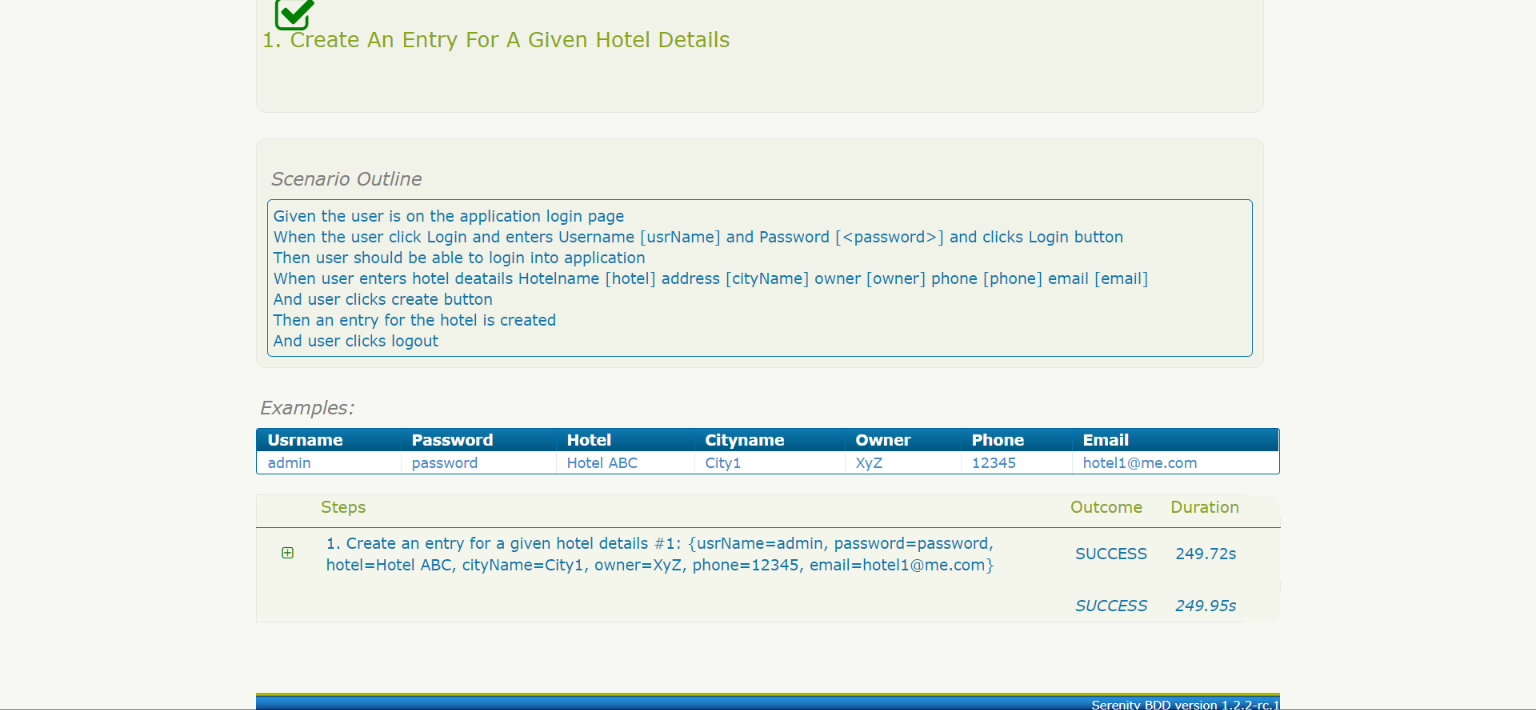 1. Create An Entry For A Given Hotel Details
Scenario Outline
Given the user is on the application login page
When the user click Login and enters Username [usrName] and Password [<password>] and clicks Login button
Then user should be able to login into application
When user enters hotel deatails Hotelname [hotel] address [cityName] owner [owner] phone [phone] email [email]
And user clicks create button
Then an entry for the hotel is created
And user clicks logout
Examples:
Usrname Password Hotel Cityname Owner Phone Email
admin password Hotel ABC City1 XyZ 12345 hotel1@me.com
Steps Outcome Duration
1. Create an entry for a given hotel details #1: {usrName=admin, password=password,
hotel=Hotel ABC, cityName=City1, owner=XyZ, phone=12345, email=hotel1@me.com}
SUCCESS 249.72s
SUCCESS 249.95s
Serenity BDD version 1.2.2-rc.1